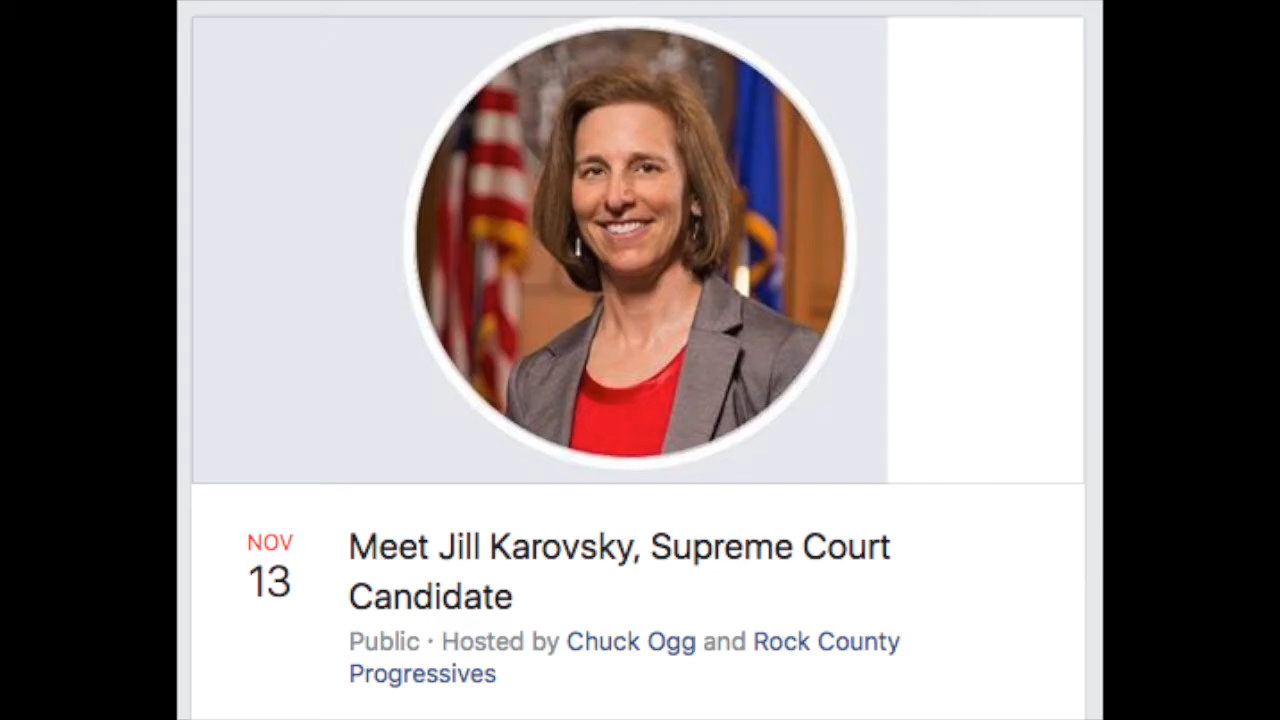 NOV
13
Meet Jill Karovsky, Supreme Court
Candidate
Public · Hosted by Chuck Ogg and Rock County
Progressives